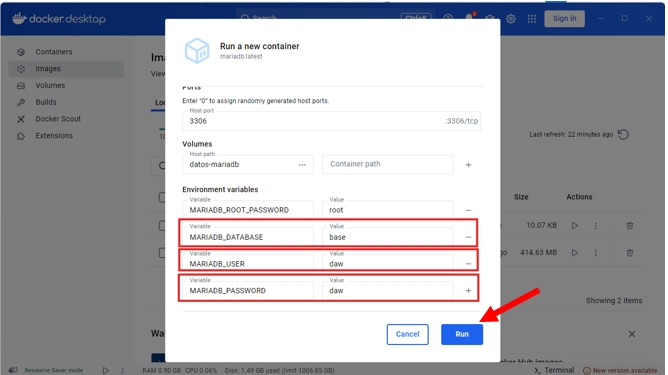 docker.desktop
Search
Ctrl+K
Sign in
Containers
Images
Volumes
Builds
Docker Scout
Extensions
Run a new container
mariadb:latest
Ports
Enter "0" to assign randomly generated host ports.
Host port
3306
:3306/tcp
Volumes
Host path
datos-mariadb
...
Container path
+
Environment variables
Variable
Value
MARIADB_ROOT_PASSWORD
root
Variable
Value
MARIADB_DATABASE
base
Variable
Value
MARIADB_USER
daw
Variable
Value
MARIADB_PASSWORD
daw
+
Cancel
Run
Last refresh: 22 minutes ago
Size
Actions
10.07 KB
414.63 MB
Showing 2 items
Resource Saver mode
RAM 0.90 GB CPU 0.06% Disk: 1.49 GB used (limit 1006.85 GB)
Terminal
New version available